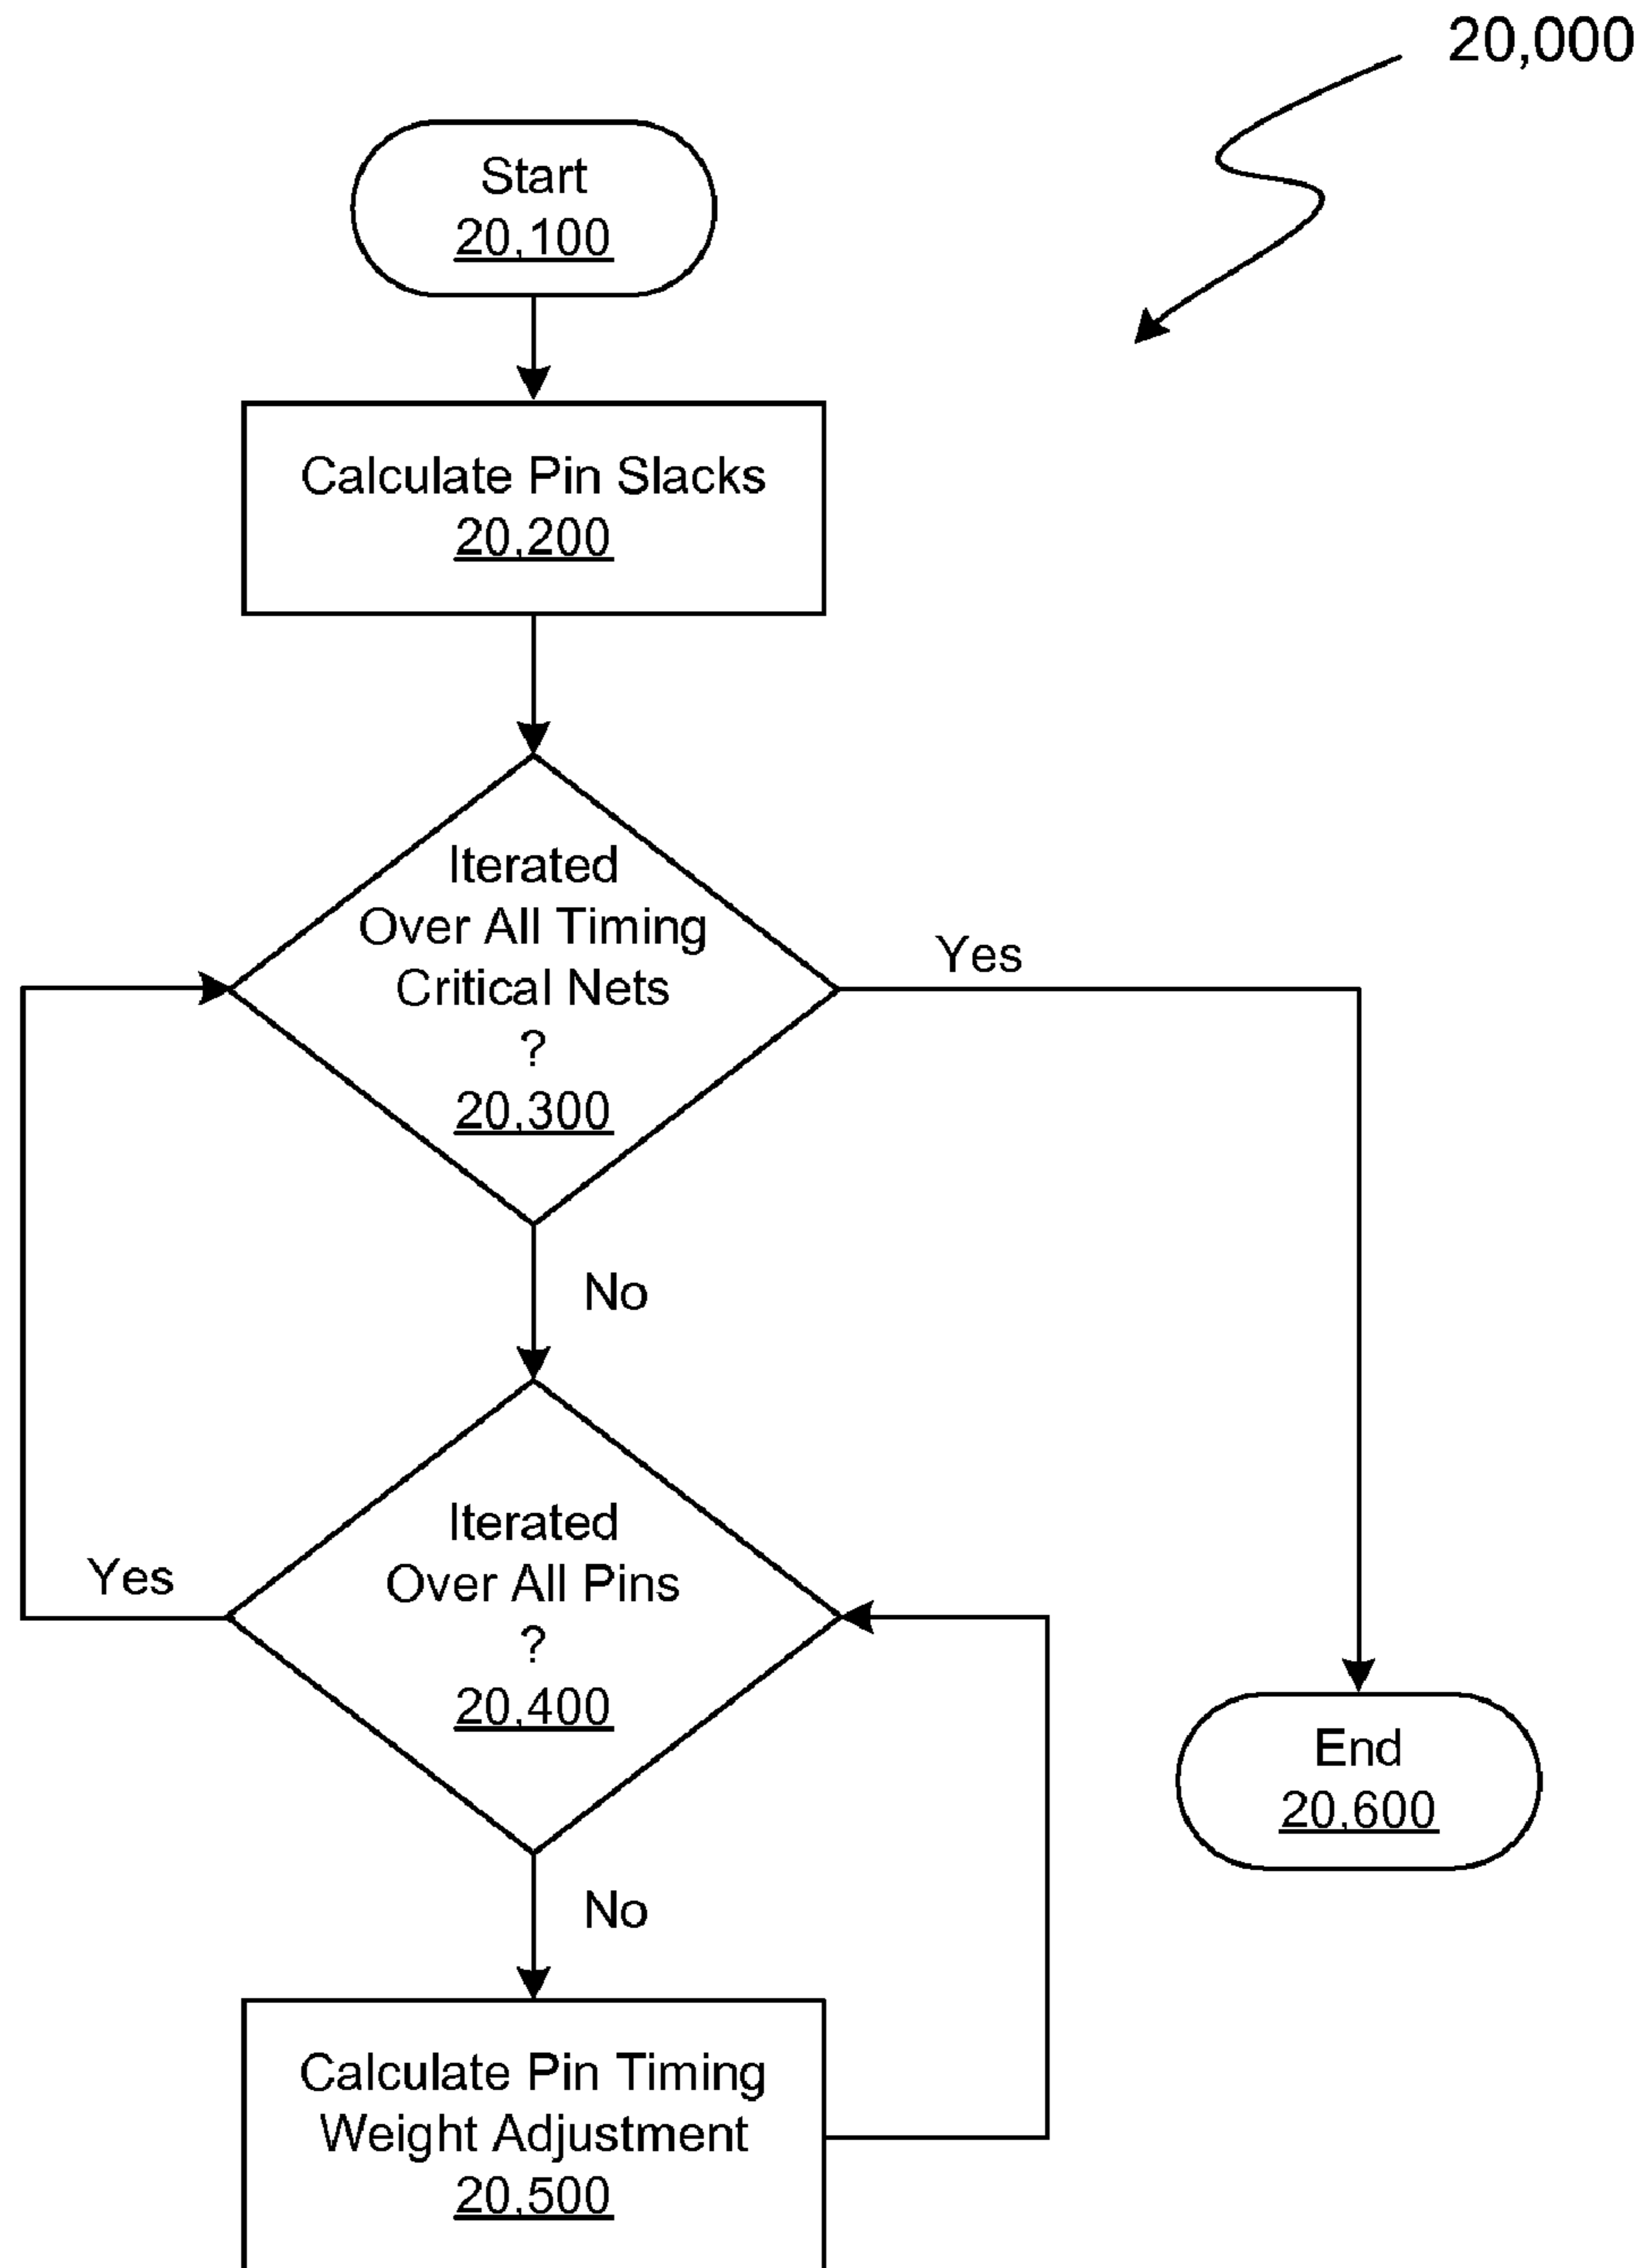 20,000
Start
20,100
Calculate Pin Slacks
20,200
Iterated
Over All Timing
Critical Nets
?
20,300
Yes
No
Iterated
Over All Pins
?
20,400
Yes
No
End
20,600
Calculate Pin Timing
Weight Adjustment
20,500